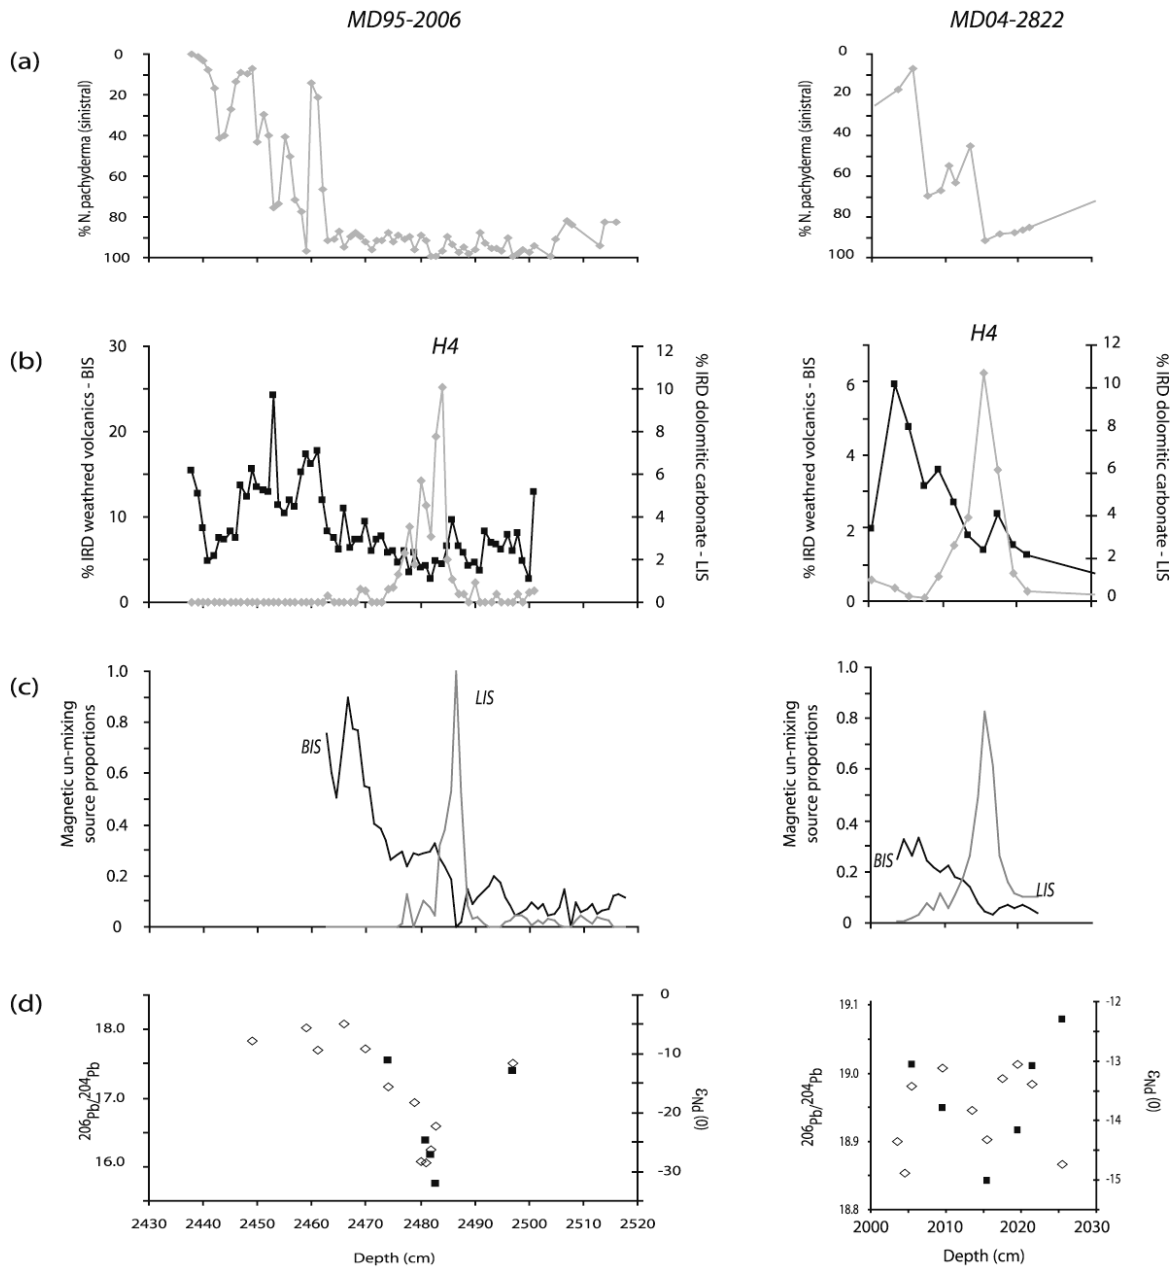 MD95-2006
MD04-2822
(a)
% N.pachyderma (sinistral)
0
20
40
60
80
100
% N.pachyderma (sinistral)
0
20
40
60
80
100
(b)
H4
% IRD weathred volcanics - BIS
30
20
10
0
12
10
8
6
4
2
0
% IRD dolomitic carbonate - LIS
H4
% IRD weathred volcanics - BIS
6
4
2
0
12
10
8
6
4
2
0
% IRD dolomitic carbonate - LIS
(c)
Magnetic un-mixing
source proportions
1.0
0.8
0.6
0.4
0.2
0
BIS
LIS
Magnetic un-mixing
source proportions
1.0
0.8
0.6
0.4
0.2
0
BIS
LIS
(d)
206Pb/204Pb
18.0
17.0
16.0
0
-10
-20
-30
εNd (0)
2430
2440
2450
2460
2470
2480
2490
2500
2510
2520
Depth (cm)
206Pb/204Pb
19.1
19.0
18.9
18.8
-12
-13
-14
-15
εNd (0)
2000
2010
2020
2030
Depth (cm)